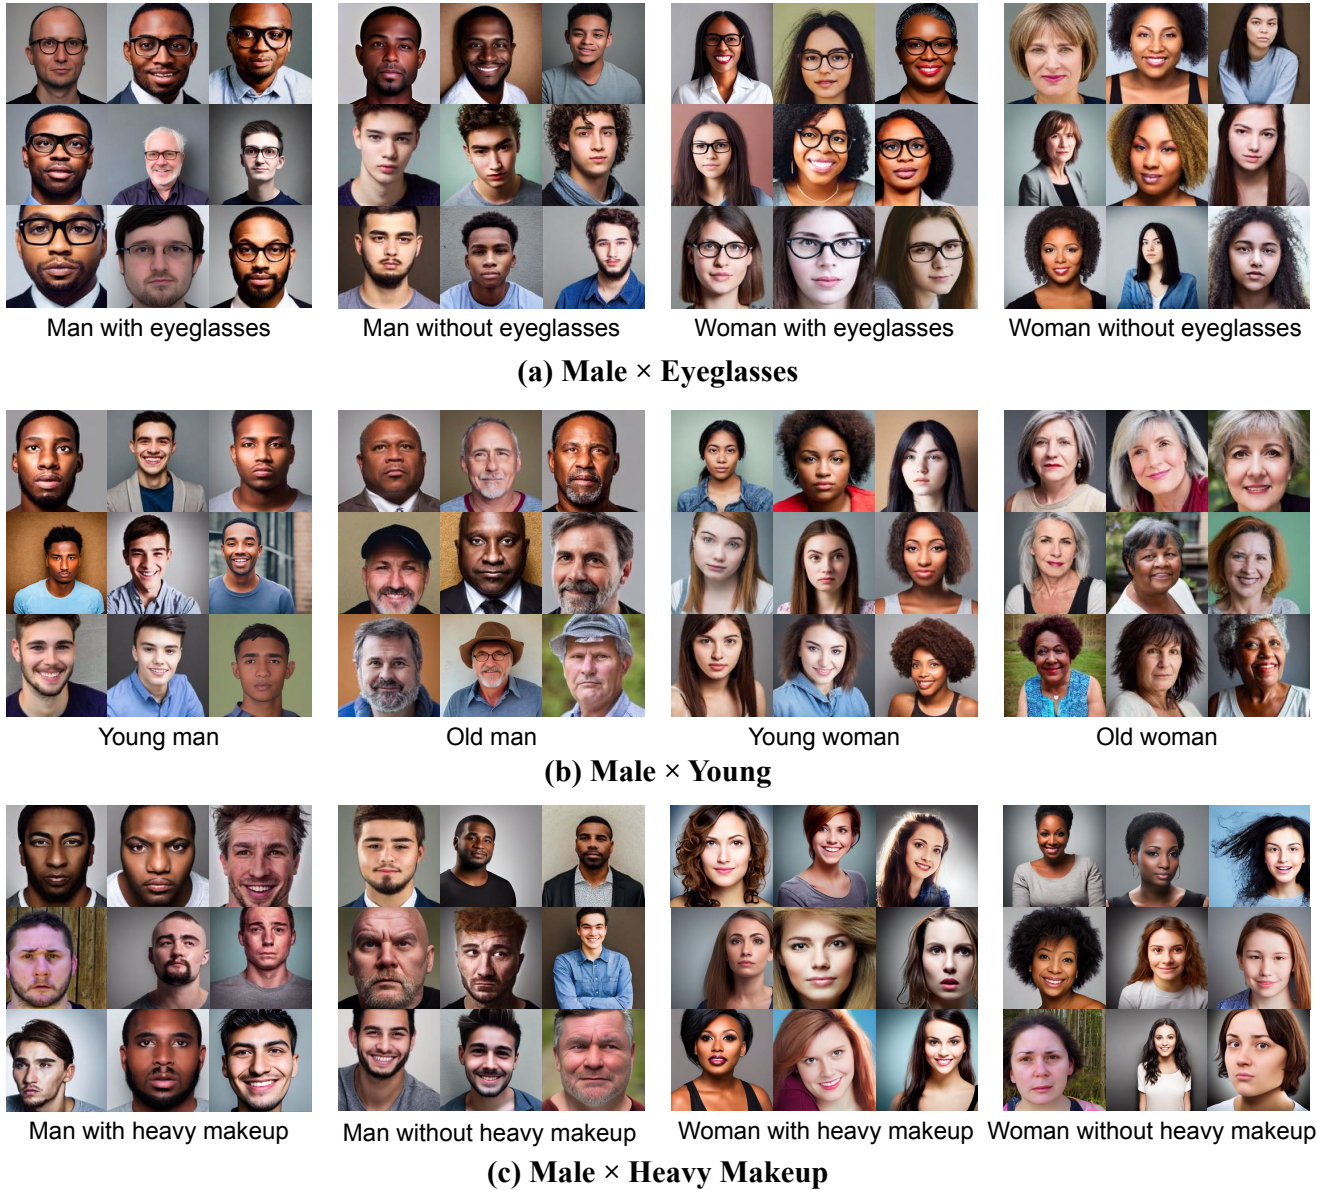 Man with eyeglasses
Man without eyeglasses
Woman with eyeglasses
Woman without eyeglasses
(a) Male × Eyeglasses
Young man
Old man
Young woman
Old woman
(b) Male × Young
Man with heavy makeup
Man without heavy makeup
Woman with heavy makeup
Woman without heavy makeup
(c) Male × Heavy Makeup